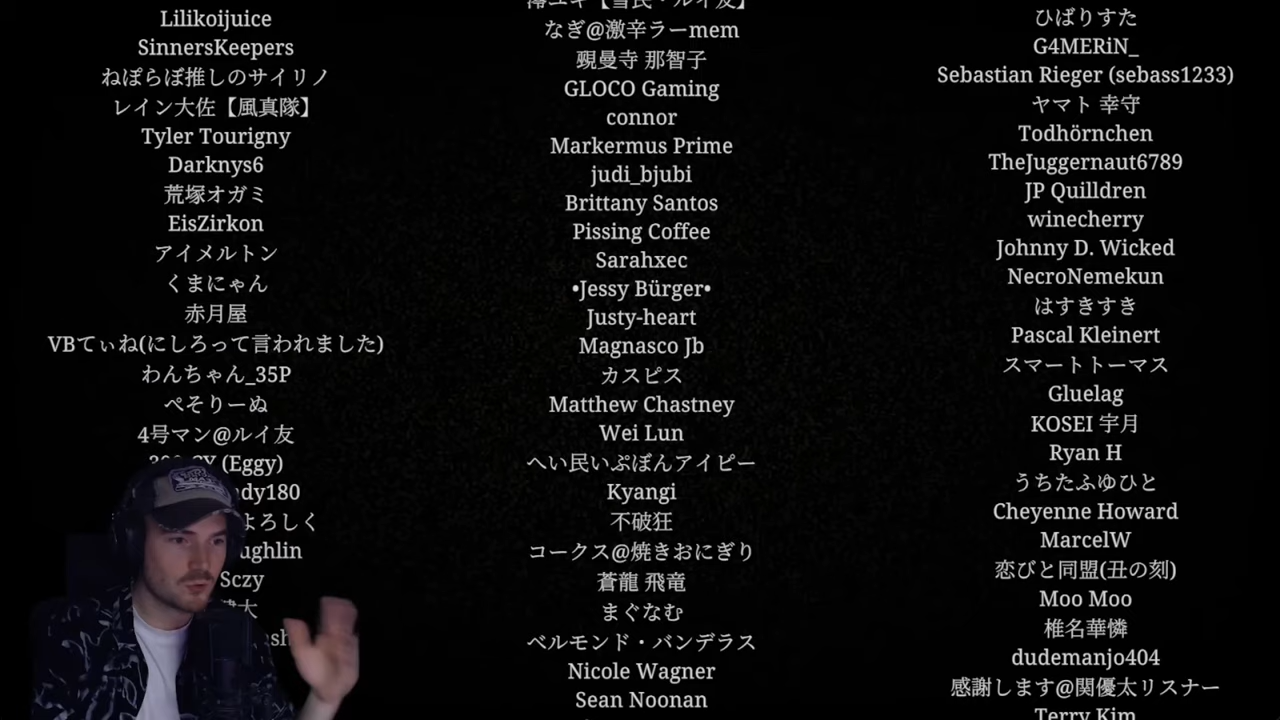 Lilikoijuice
SinnersKeepers
ねぽらぼ推しのサイリノ
レイン大佐【風真隊】
Tyler Tourigny
Darknys6
荒塚オガミ
EisZirkon
アイメルトン
くまにゃん
赤月屋
VBてぃね(にしろって言われました)
わんちゃん_35P
ぺそりーぬ
4号マン@ルイ友
(Eggy)
よろしく
Sczy
なぎ@激辛ラーmem
覡曼寺 那智子
GLOCO Gaming
connor
Markermus Prime
judi_bjubi
Brittany Santos
Pissing Coffee
Sarahxec
•Jessy Bürger•
Justy-heart
Magnasco Jb
カスピス
Matthew Chastney
Wei Lun
へい民いぷぽんアイピー
Kyangi
不破狂
コークス@焼きおにぎり
蒼龍 飛竜
まぐなむ
ベルモンド・バンデラス
Nicole Wagner
Sean Noonan
ひばりすた
G4MERiN_
Sebastian Rieger (sebass1233)
ヤマト 幸守
Todhörnchen
TheJuggernaut6789
JP Quilldren
winecherry
Johnny D. Wicked
NecroNemekun
はすきすき
Pascal Kleinert
スマートトーマス
Gluelag
KOSEI 宇月
Ryan H
うちたふゆひと
Cheyenne Howard
MarcelW
恋びと同盟(丑の刻)
Moo Moo
椎名華憐
dudemanjo404
感謝します@関優太リスナー
Terry Kim